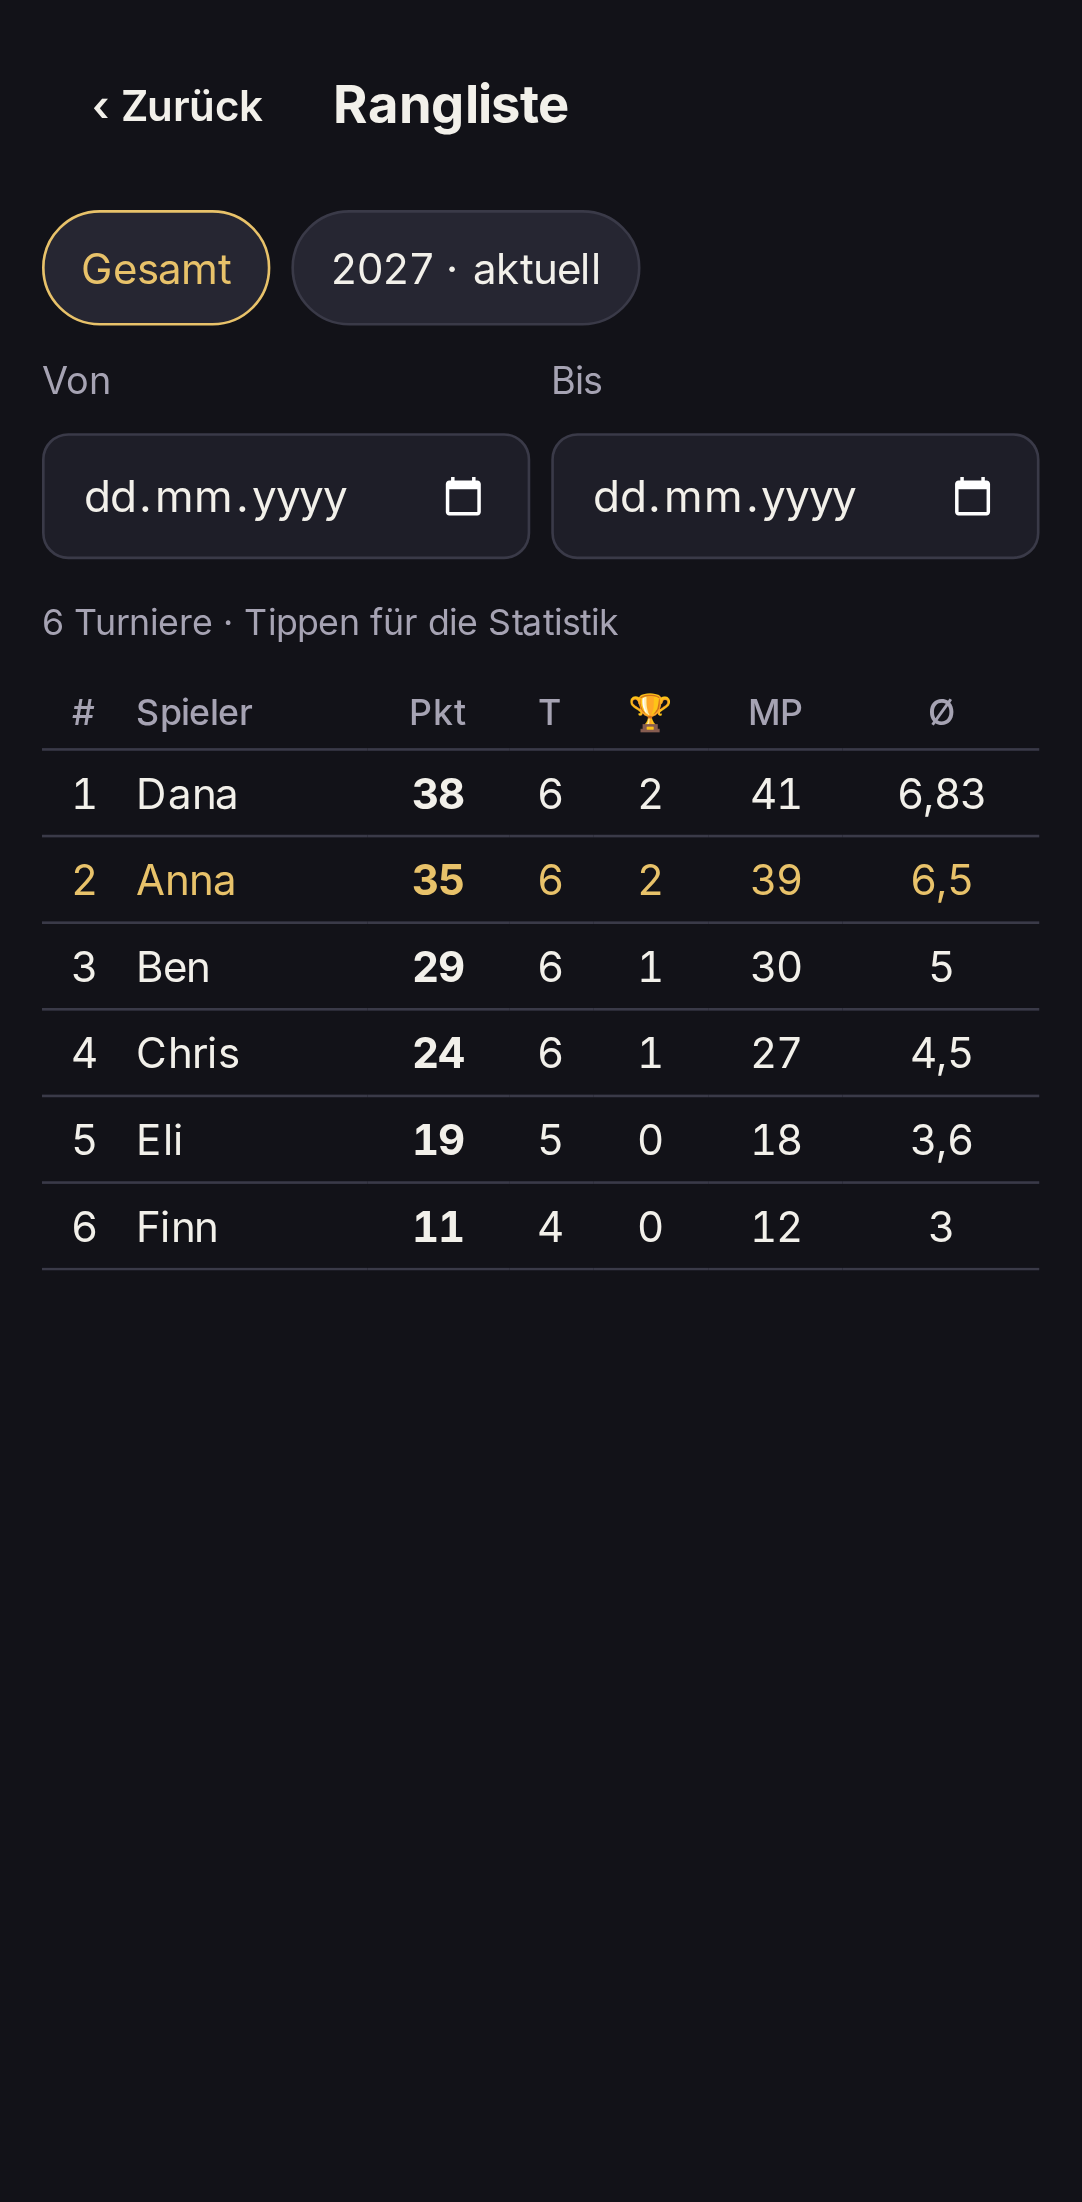 ‹ Zurück Rangliste
Gesamt 2027 · aktuell
Von Bis
dd.mm.yyyy dd.mm.yyyy
6 Turniere · Tippen für die Statistik
# Spieler Pkt T 🏆 MP Ø
1 Dana 38 6 2 41 6,83
2 Anna 35 6 2 39 6,5
3 Ben 29 6 1 30 5
4 Chris 24 6 1 27 4,5
5 Eli 19 5 0 18 3,6
6 Finn 11 4 0 12 3